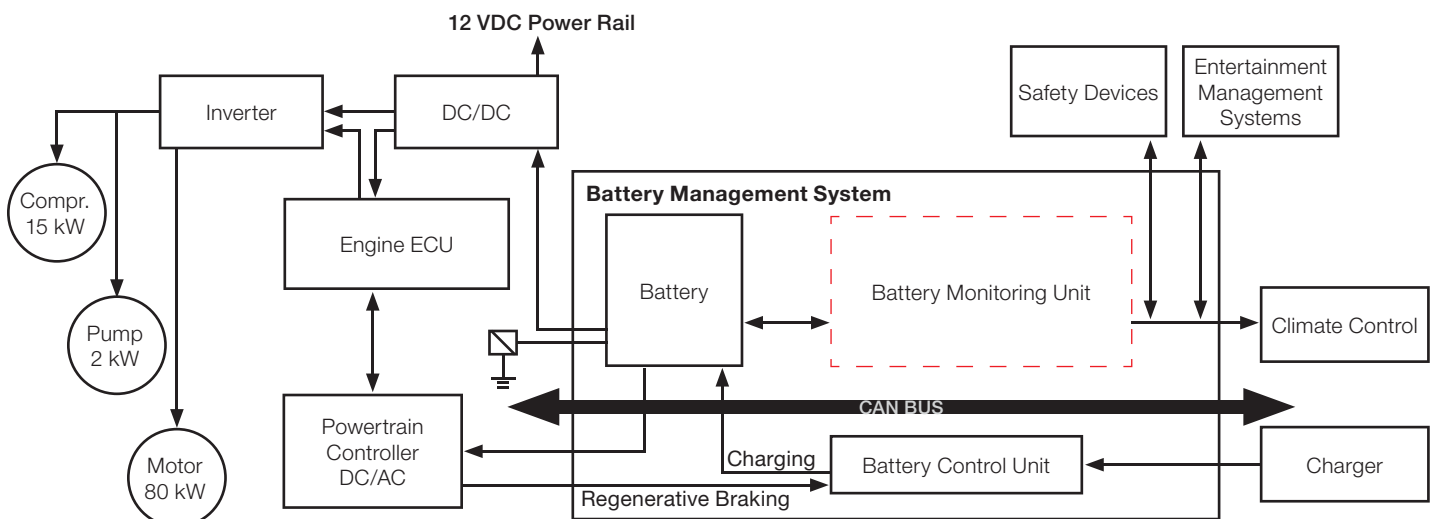 12 VDC Power Rail
Inverter
DC/DC
Safety Devices
Entertainment
Management
Systems
Compr.
15 kW
Engine ECU
Battery Management System
Battery
Battery Monitoring Unit
Pump
2 kW
Climate Control
CAN BUS
Powertrain
Controller
DC/AC
Motor
80 kW
Charging
Battery Control Unit
Charger
Regenerative Braking